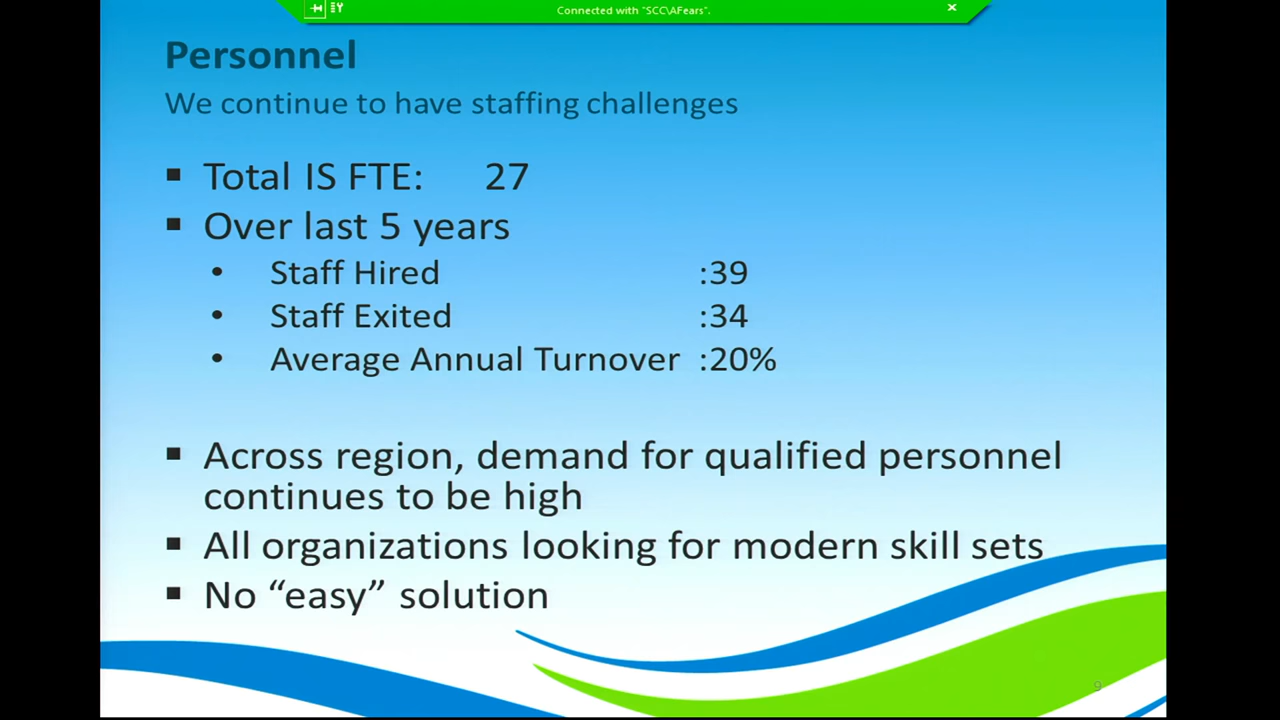 Connected with "SCC\AFears".
Personnel
We continue to have staffing challenges
▪ Total IS FTE: 27
▪ Over last 5 years
• Staff Hired :39
• Staff Exited :34
• Average Annual Turnover :20%
▪ Across region, demand for qualified personnel
continues to be high
▪ All organizations looking for modern skill sets
▪ No “easy” solution
9